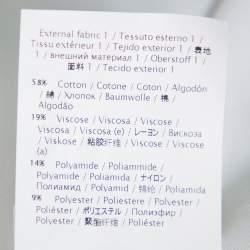 External fabric 1 / Tessuto esterno 1 /
Tissu extérieur 1 / Tejido exterior 1 / 表地
1 / внешний материал 1 / Oberstoff 1 /
面料 1 / Tecido exterior 1
58% Cotton / Cotone / Coton / Algodón
/ 綿 / Хлопок / Baumwolle / 棉 /
Algodão
19% Viscose / Viscosa / Viscose /
Viscosa / Viscosa (e) / レーヨン / Вискоза
/ Viskose / 粘胶纤维 / Viscose / Viscose
(a)
14% Polyamide / Poliammide /
Polyamide / Poliamida / ナイロン /
Полиамид / Polyamid / 锦纶 / Poliamida
9% Polyester / Poliestere / Polyester /
Poliéster / ポリエステル / Полиэфир /
Polyester / 聚酯纤维 / Poliéster